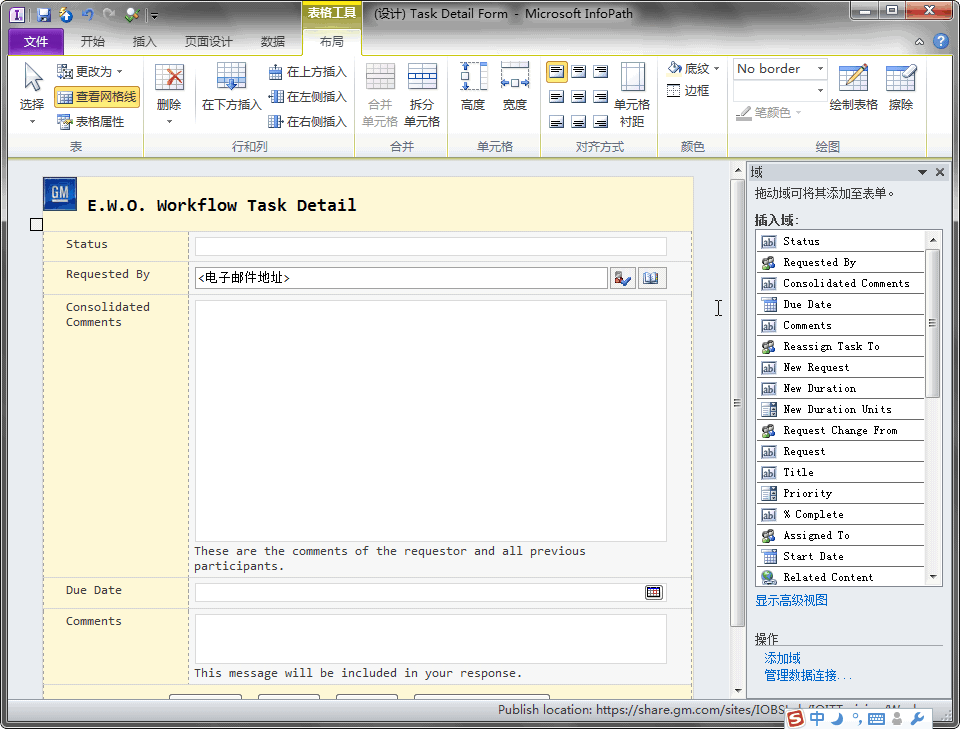 表格工具
(设计) Task Detail Form - Microsoft InfoPath
文件 开始 插入 页面设计 数据 布局
选择
更改为
查看网格线
表格属性
表
删除
在下方插入
在上方插入
在左侧插入
在右侧插入
行和列
合并
单元格
拆分
单元格
合并
高度
宽度
单元格
单元格
衬距
对齐方式
底纹
边框
颜色
No border
笔颜色
绘制表格
擦除
绘图
GM
E.W.O. Workflow Task Detail
Status
Requested By
<电子邮件地址>
Consolidated
Comments
These are the comments of the requestor and all previous
participants.
Due Date
Comments
This message will be included in your response.
域
拖动域可将其添加至表单。
插入域:
Status
Requested By
Consolidated Comments
Due Date
Comments
Reassign Task To
New Request
New Duration
New Duration Units
Request Change From
Request
Title
Priority
% Complete
Assigned To
Start Date
Related Content
显示高级视图
操作
添加域
管理数据连接...
Publish location: https://share.gm.com/sites/IOBS
中